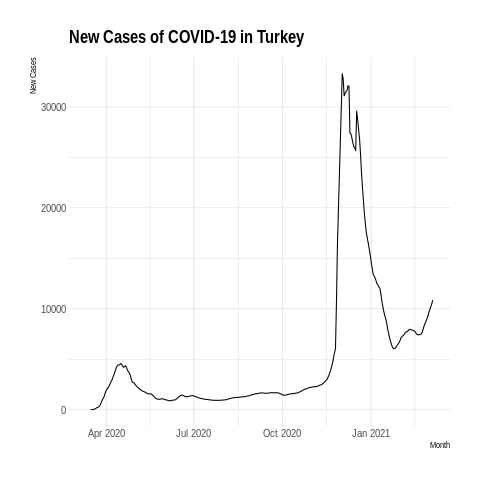 New Cases of COVID-19 in Turkey
New Cases
30000
20000
10000
0
Apr 2020 Jul 2020 Oct 2020 Jan 2021
Month